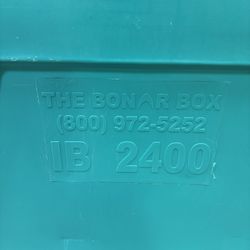 THE BONAR BOX
(800) 972-5252
IB 2400